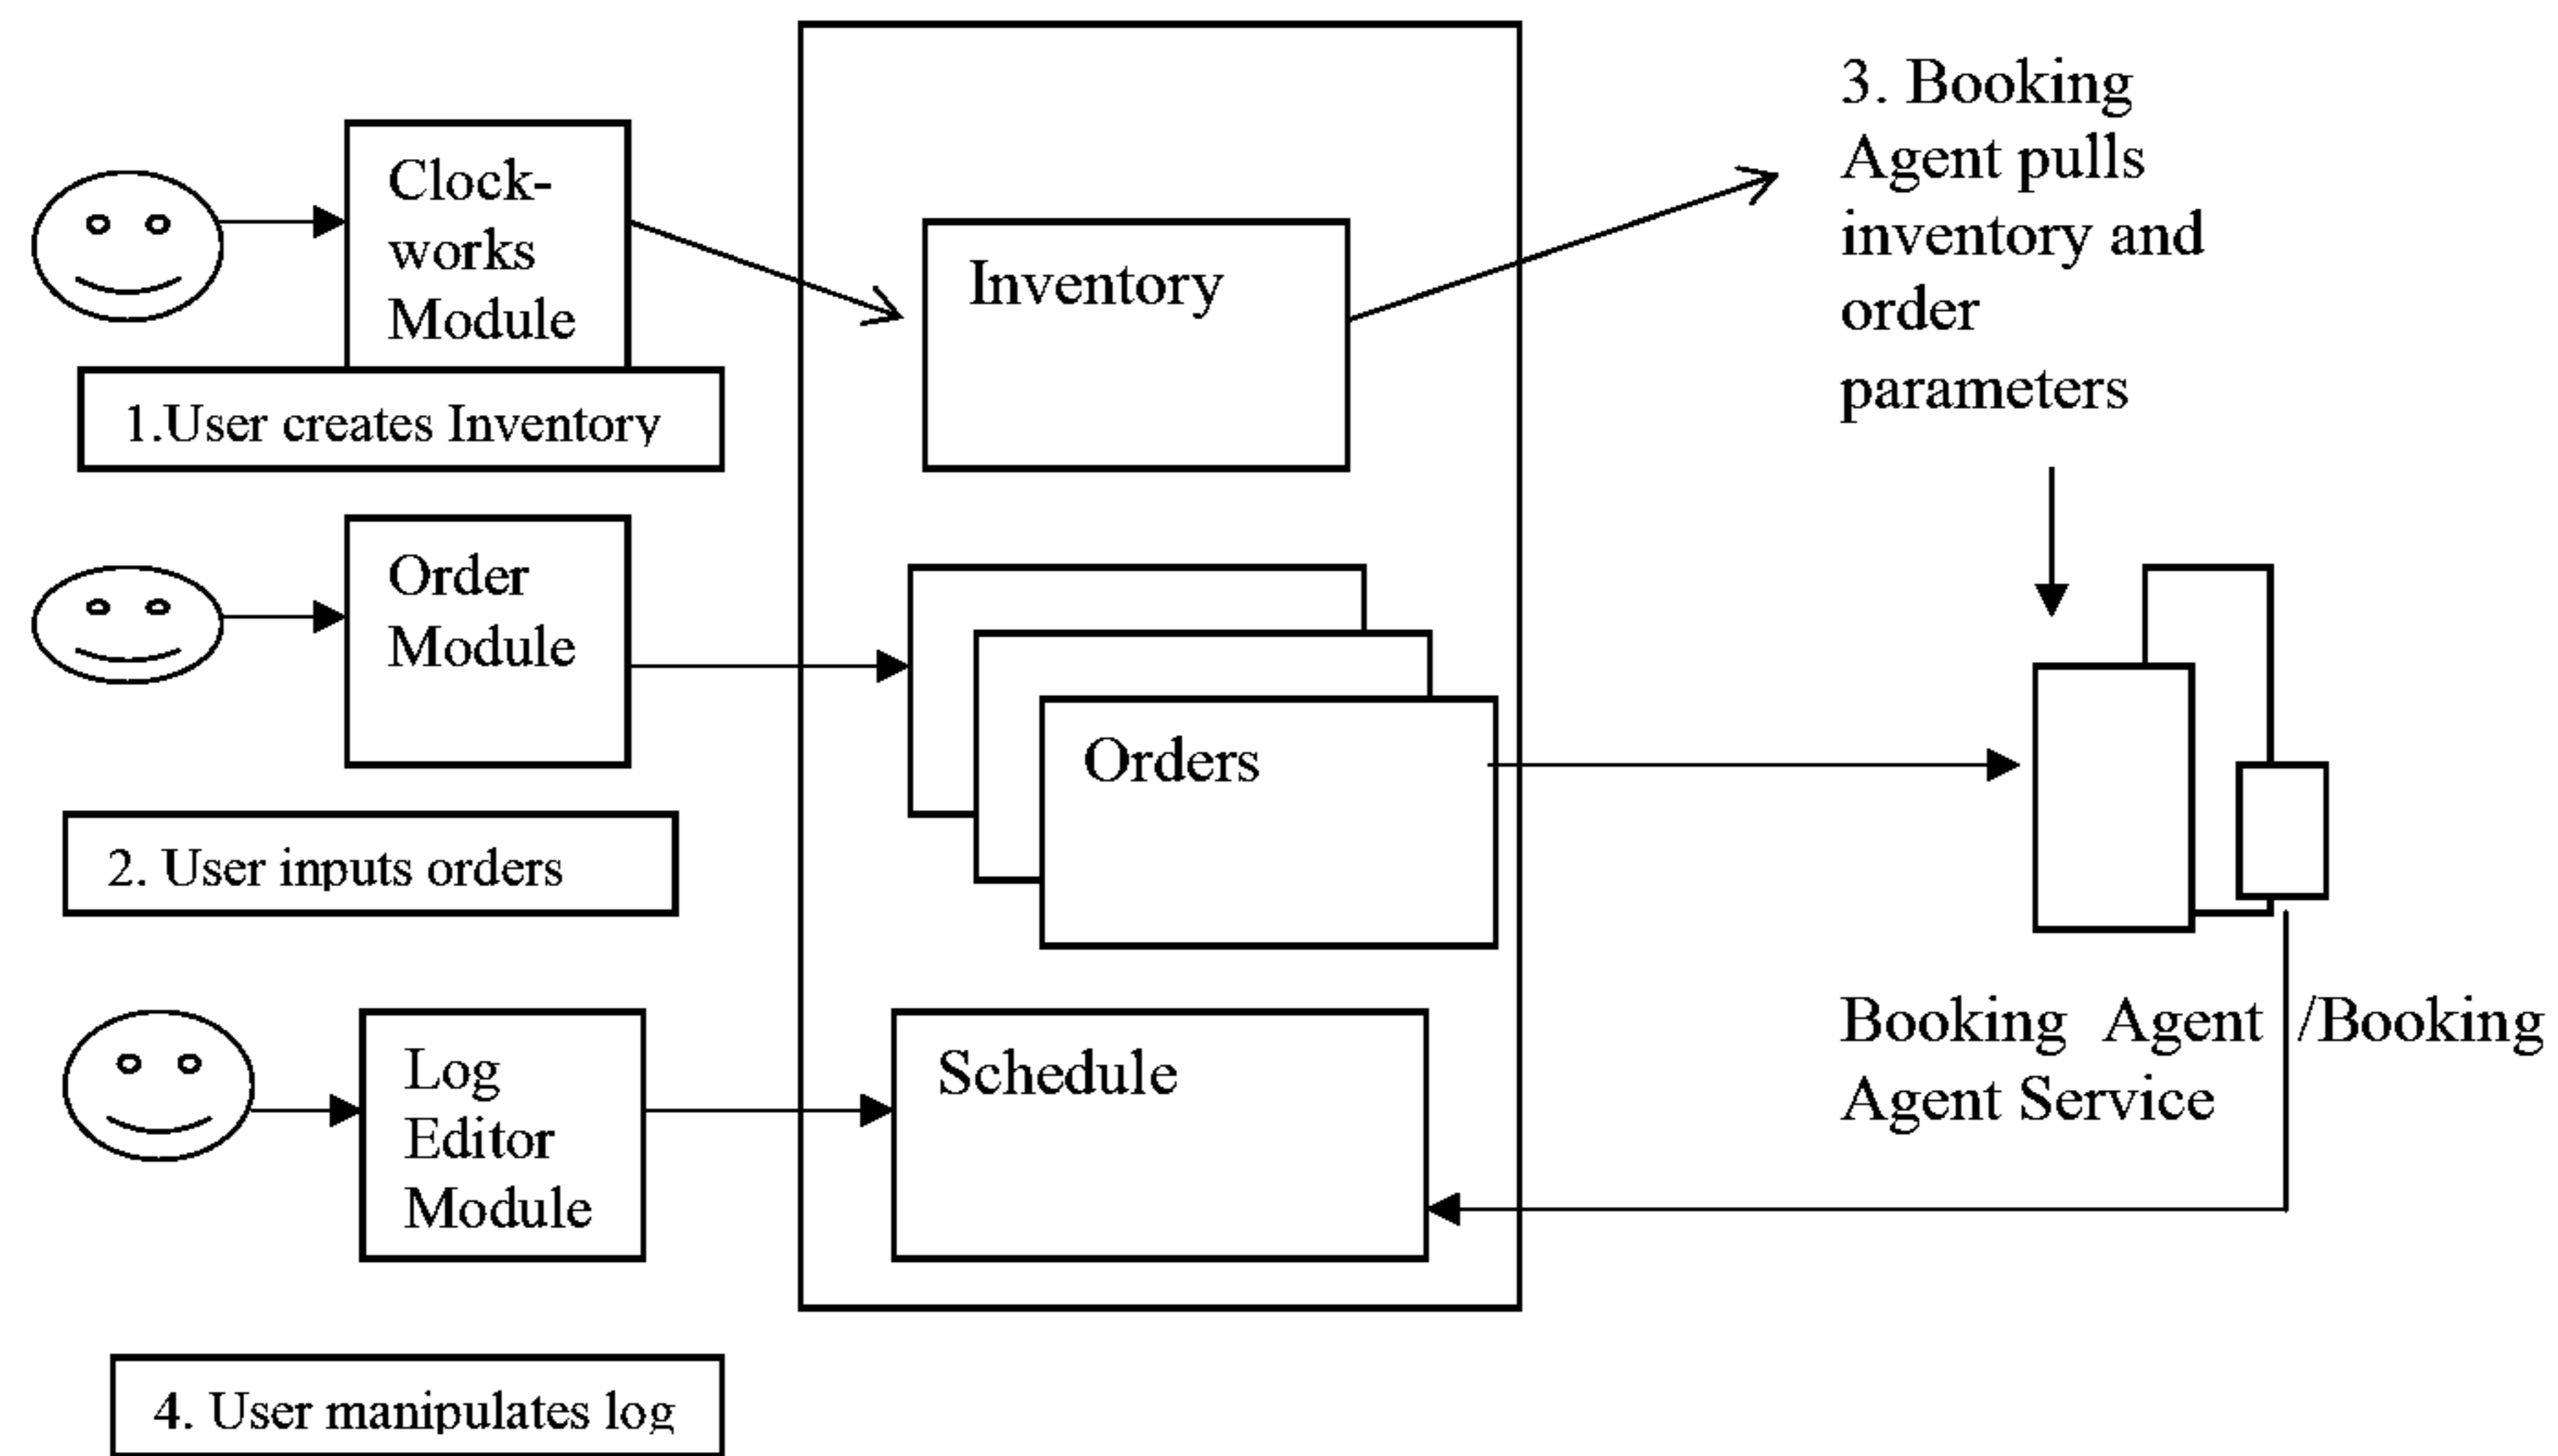 Clock-
works
Module
1.User creates Inventory
Inventory
3. Booking
Agent pulls
inventory and
order
parameters
Order
Module
2. User inputs orders
Orders
Log
Editor
Module
4. User manipulates log
Schedule
Booking Agent /Booking
Agent Service